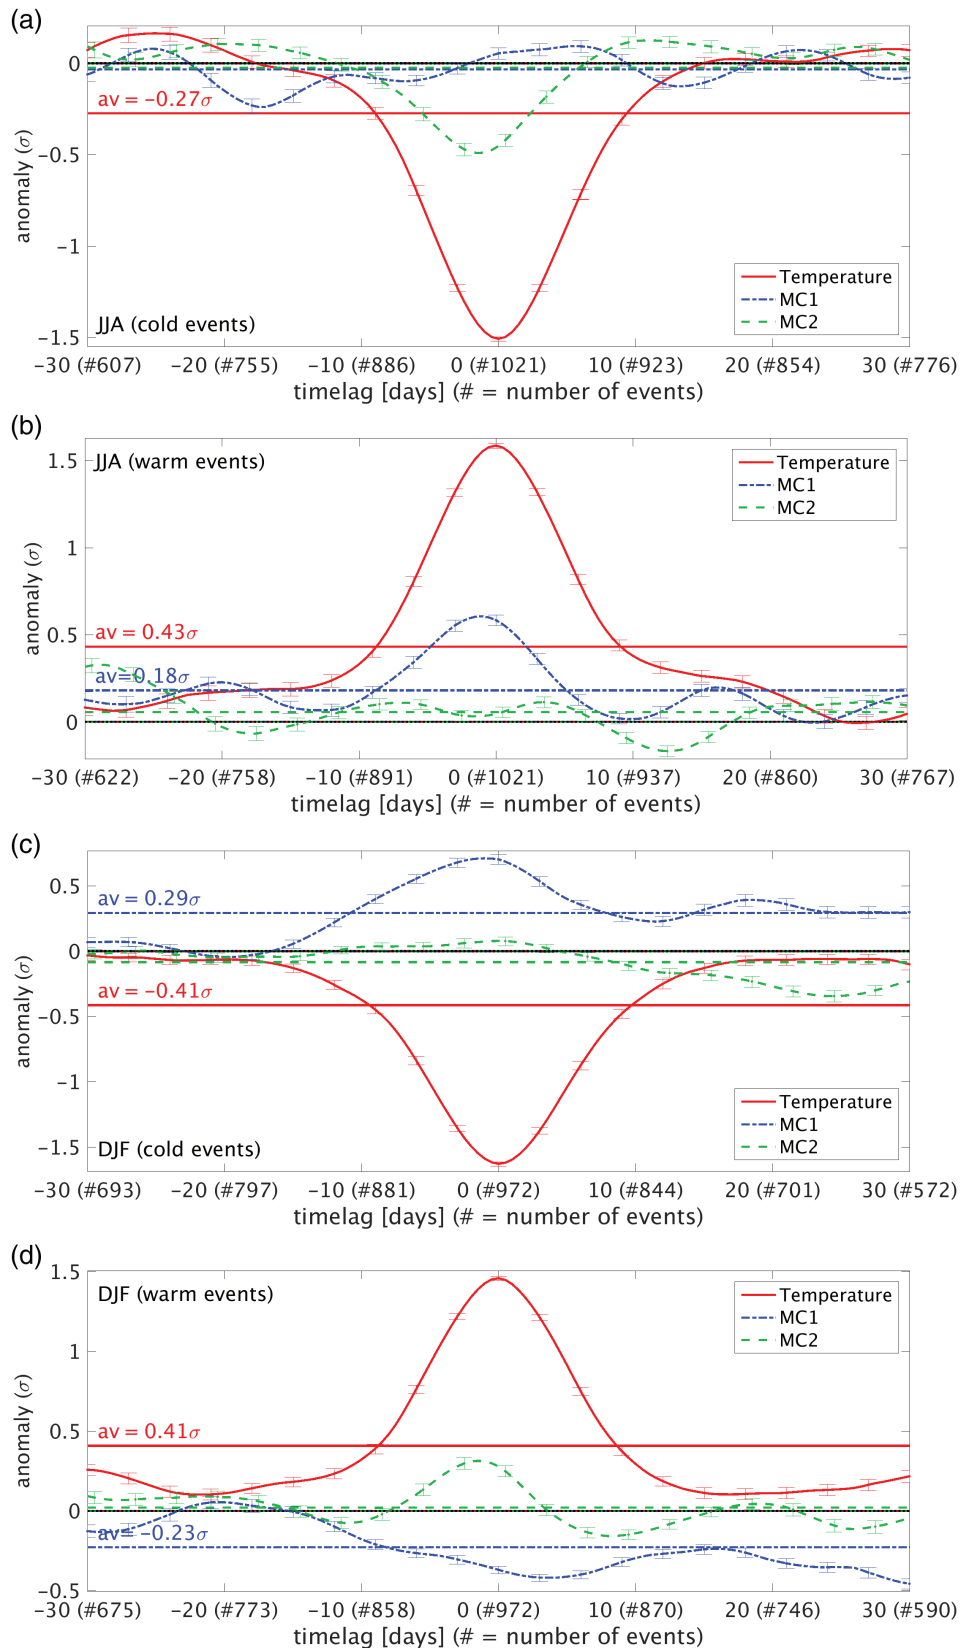 (a)
0
−0.5
−1
−1.5
anomaly (σ)
av = −0.27σ
JJA (cold events)
Temperature
MC1
MC2
−30 (#607) −20 (#755) −10 (#886) 0 (#1021) 10 (#923) 20 (#854) 30 (#776)
timelag [days] (# = number of events)
(b)
1.5
1
0.5
0
anomaly (σ)
JJA (warm events)
av = 0.43σ
av=0.18σ
Temperature
MC1
MC2
−30 (#622) −20 (#758) −10 (#891) 0 (#1021) 10 (#937) 20 (#860) 30 (#767)
timelag [days] (# = number of events)
(c)
0.5
0
−0.5
−1
−1.5
anomaly (σ)
av = 0.29σ
av = −0.41σ
DJF (cold events)
Temperature
MC1
MC2
−30 (#693) −20 (#797) −10 (#881) 0 (#972) 10 (#844) 20 (#701) 30 (#572)
timelag [days] (# = number of events)
(d)
1.5
1
0.5
0
−0.5
anomaly (σ)
DJF (warm events)
av = 0.41σ
av = −0.23σ
Temperature
MC1
MC2
−30 (#675) −20 (#773) −10 (#858) 0 (#972) 10 (#870) 20 (#746) 30 (#590)
timelag [days] (# = number of events)